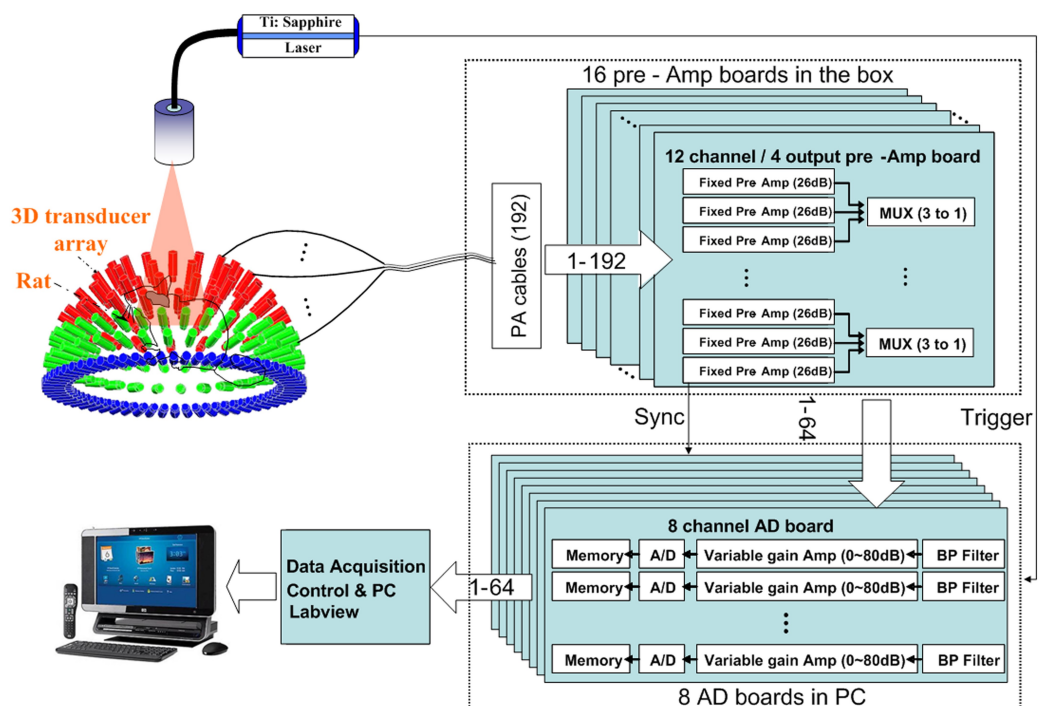 Ti: Sapphire
Laser
16 pre - Amp boards in the box
12 channel / 4 output pre -Amp board
Fixed Pre Amp (26dB)
Fixed Pre Amp (26dB)
Fixed Pre Amp (26dB)
MUX (3 to 1)
3D transducer
array
Rat
PA cables (192)
1-192
Fixed Pre Amp (26dB)
Fixed Pre Amp (26dB)
Fixed Pre Amp (26dB)
MUX (3 to 1)
Sync
1-64
Trigger
8 channel AD board
Memory
A/D
Variable gain Amp (0~80dB)
BP Filter
Memory
A/D
Variable gain Amp (0~80dB)
BP Filter
Memory
A/D
Variable gain Amp (0~80dB)
BP Filter
Data Acquisition
Control & PC
Labview
1-64
8 AD boards in PC